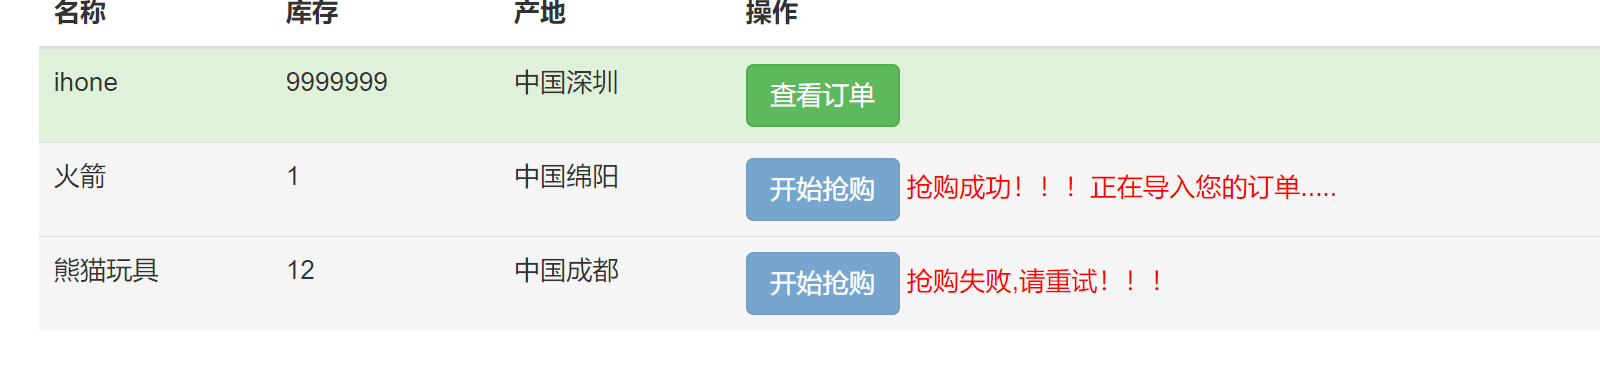 名称 库存 产地 操作
ihone 9999999 中国深圳 查看订单
火箭 1 中国绵阳 开始抢购 抢购成功！！！正在导入您的订单.....
熊猫玩具 12 中国成都 开始抢购 抢购失败,请重试！！！